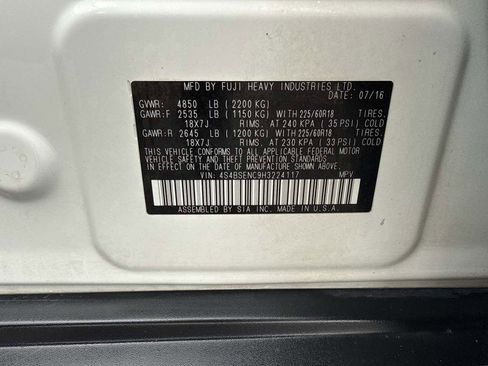 MFD BY FUJI HEAVY INDUSTRIES LTD.
DATE: 07/16
GVWR: 4850 LB (2200 KG)
GAWR:F 2535 LB (1150 KG) WITH 225/60R18 TIRES.
18X7J RIMS. AT 240 KPA (35 PSI) COLD
GAWR:R 2645 LB (1200 KG) WITH 225/60R18 TIRES.
18X7J RIMS. AT 230 KPA (33 PSI) COLD
THIS VEHICLE CONFORMS TO ALL APPLICABLE FEDERAL MOTOR
VEHICLE SAFETY STANDARDS IN EFFECT
ON THE DATE OF MANUFACTURE SHOWN ABOVE.
VIN: 4S4BSENC9H3224117 MPV
ASSEMBLED BY SIA INC. MADE IN U.S.A.